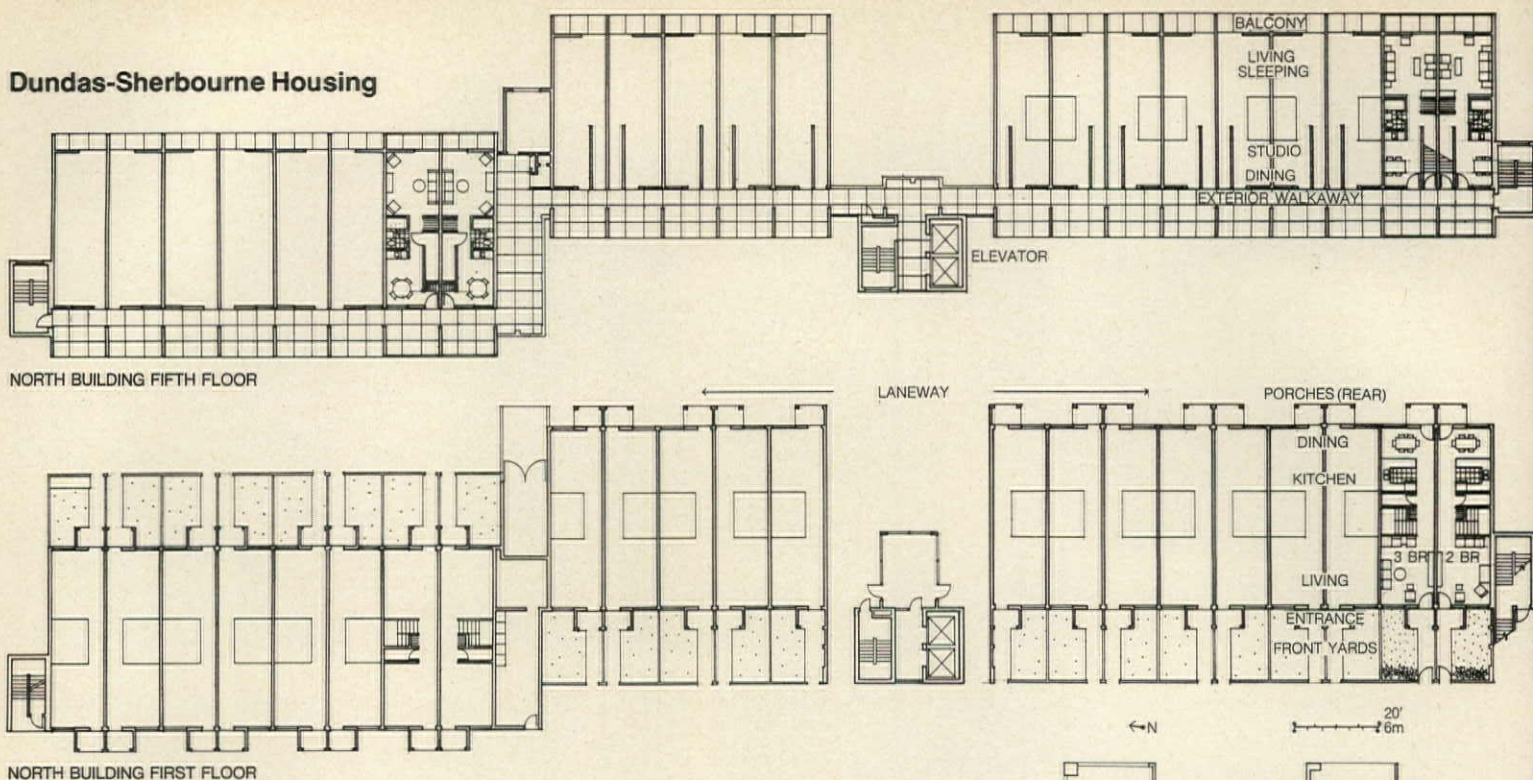 Dundas-Sherbourne Housing
BALCONY
LIVING
SLEEPING
STUDIO
DINING
EXTERIOR WALKAWAY
ELEVATOR
NORTH BUILDING FIFTH FLOOR
LANEWAY
PORCHES (REAR)
DINING
KITCHEN
3 BR
2 BR
LIVING
ENTRANCE
FRONT YARDS
N
20'
6m
NORTH BUILDING FIRST FLOOR